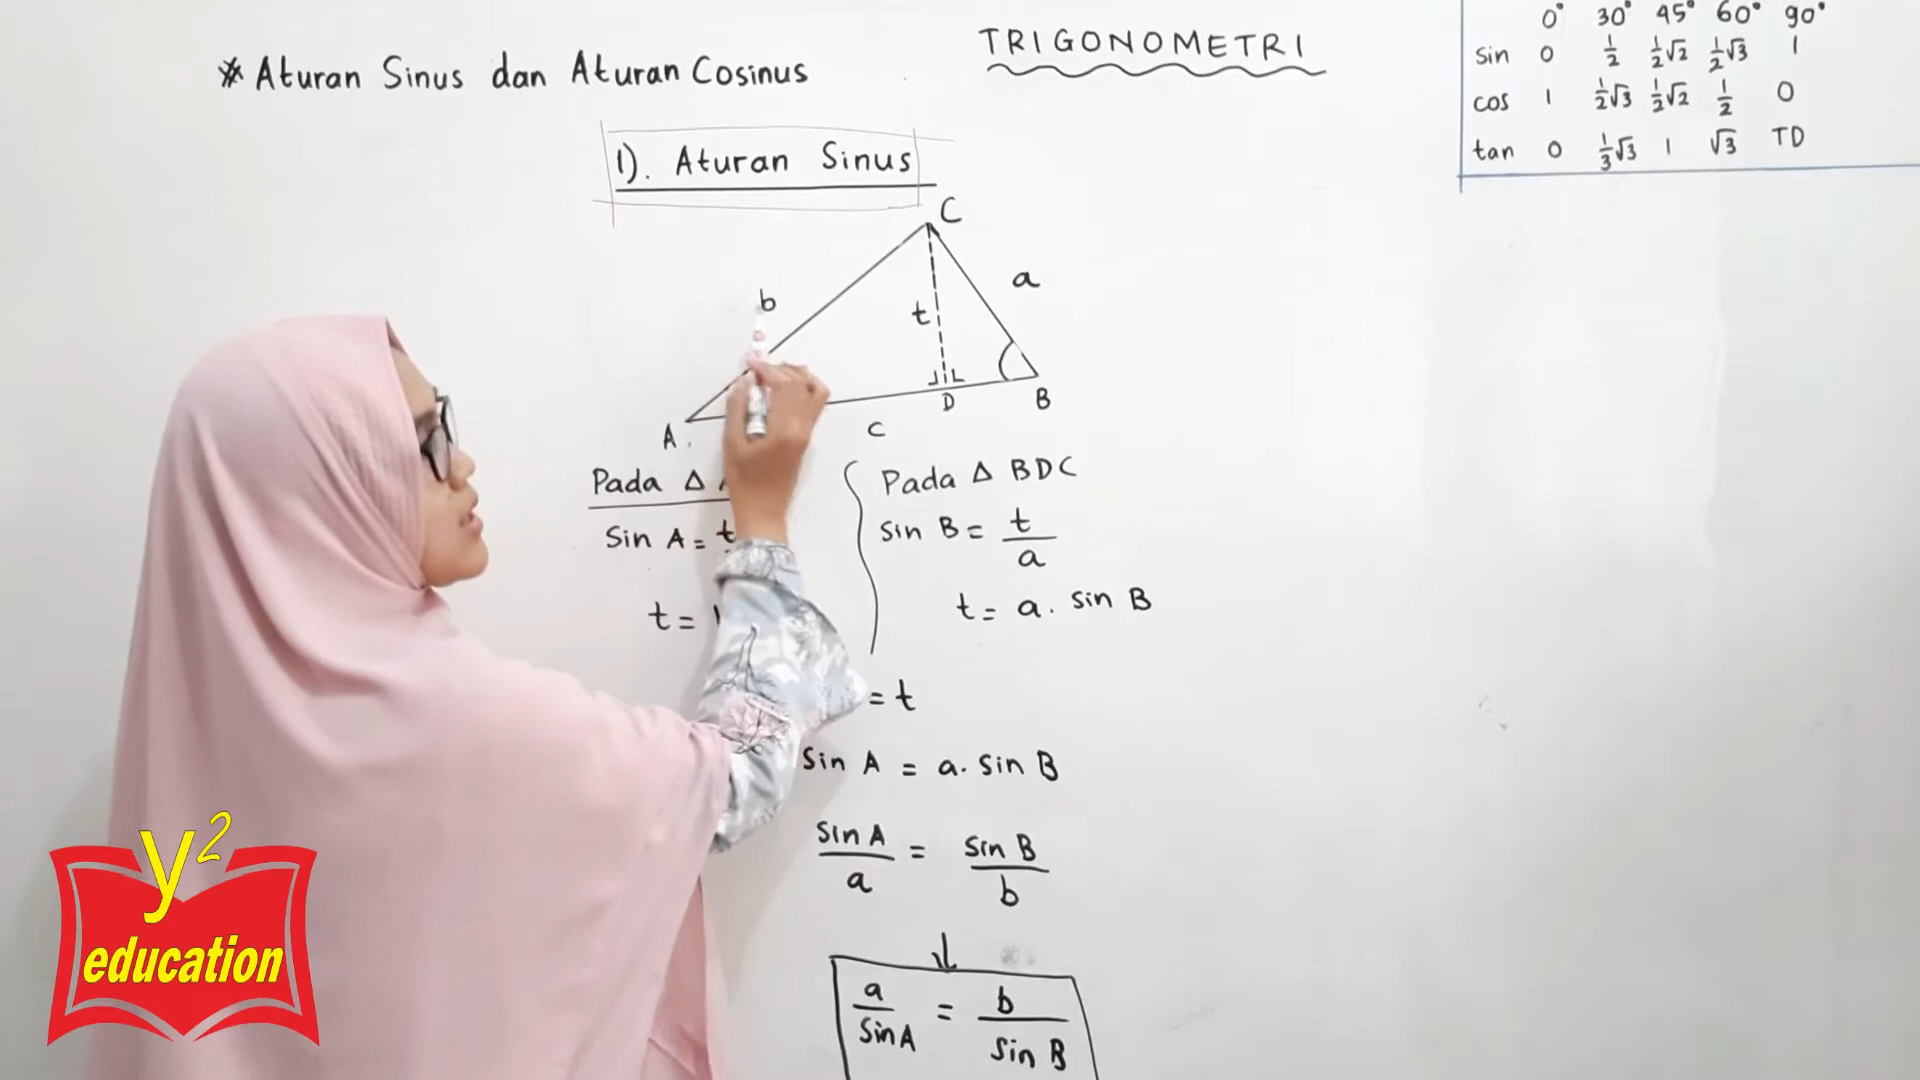 * Aturan Sinus dan Aturan Cosinus
TRIGONOMETRI
0° 30° 45° 60° 90°
sin 0 1/2 1/2√2 1/2√3 1
cos 1 1/2√3 1/2√2 1/2 0
tan 0 1/3√3 1 √3 TD
1). Aturan Sinus
C
b
a
t
A
D
B
c
Pada Δ
Sin A = t
t =
Pada Δ BDC
sin B = t/a
t = a. sin B
= t
Sin A = a. sin B
sin A/a = sin B/b
a/sin A = b/sin B
y²
education